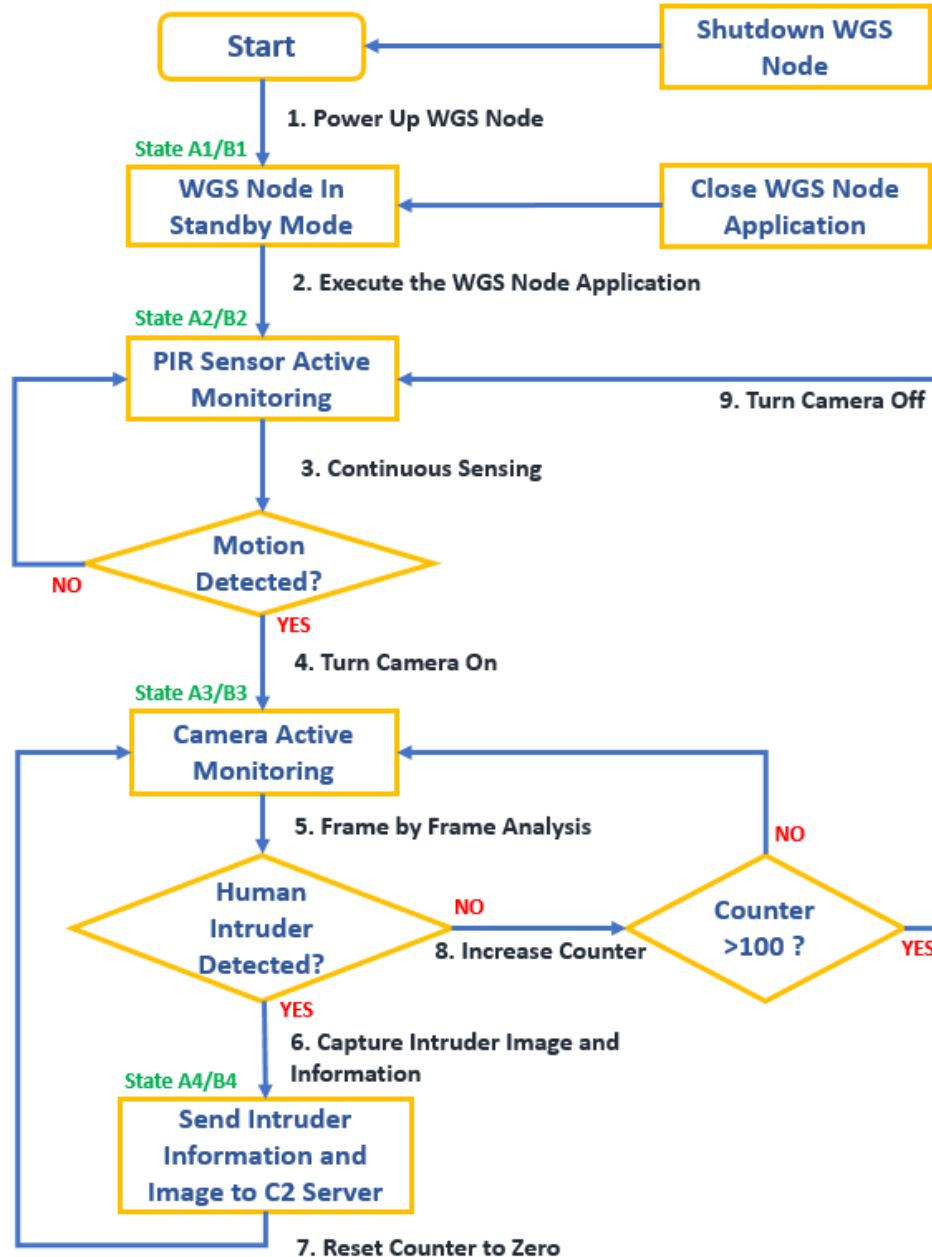 Start
Shutdown WGS
Node
1. Power Up WGS Node
State A1/B1
WGS Node In
Standby Mode
Close WGS Node
Application
2. Execute the WGS Node Application
State A2/B2
PIR Sensor Active
Monitoring
9. Turn Camera Off
3. Continuous Sensing
Motion
Detected?
NO
YES
4. Turn Camera On
State A3/B3
Camera Active
Monitoring
5. Frame by Frame Analysis
NO
Human
Intruder
Detected?
NO
8. Increase Counter
Counter
>100 ?
YES
YES
6. Capture Intruder Image and
Information
State A4/B4
Send Intruder
Information and
Image to C2 Server
7. Reset Counter to Zero